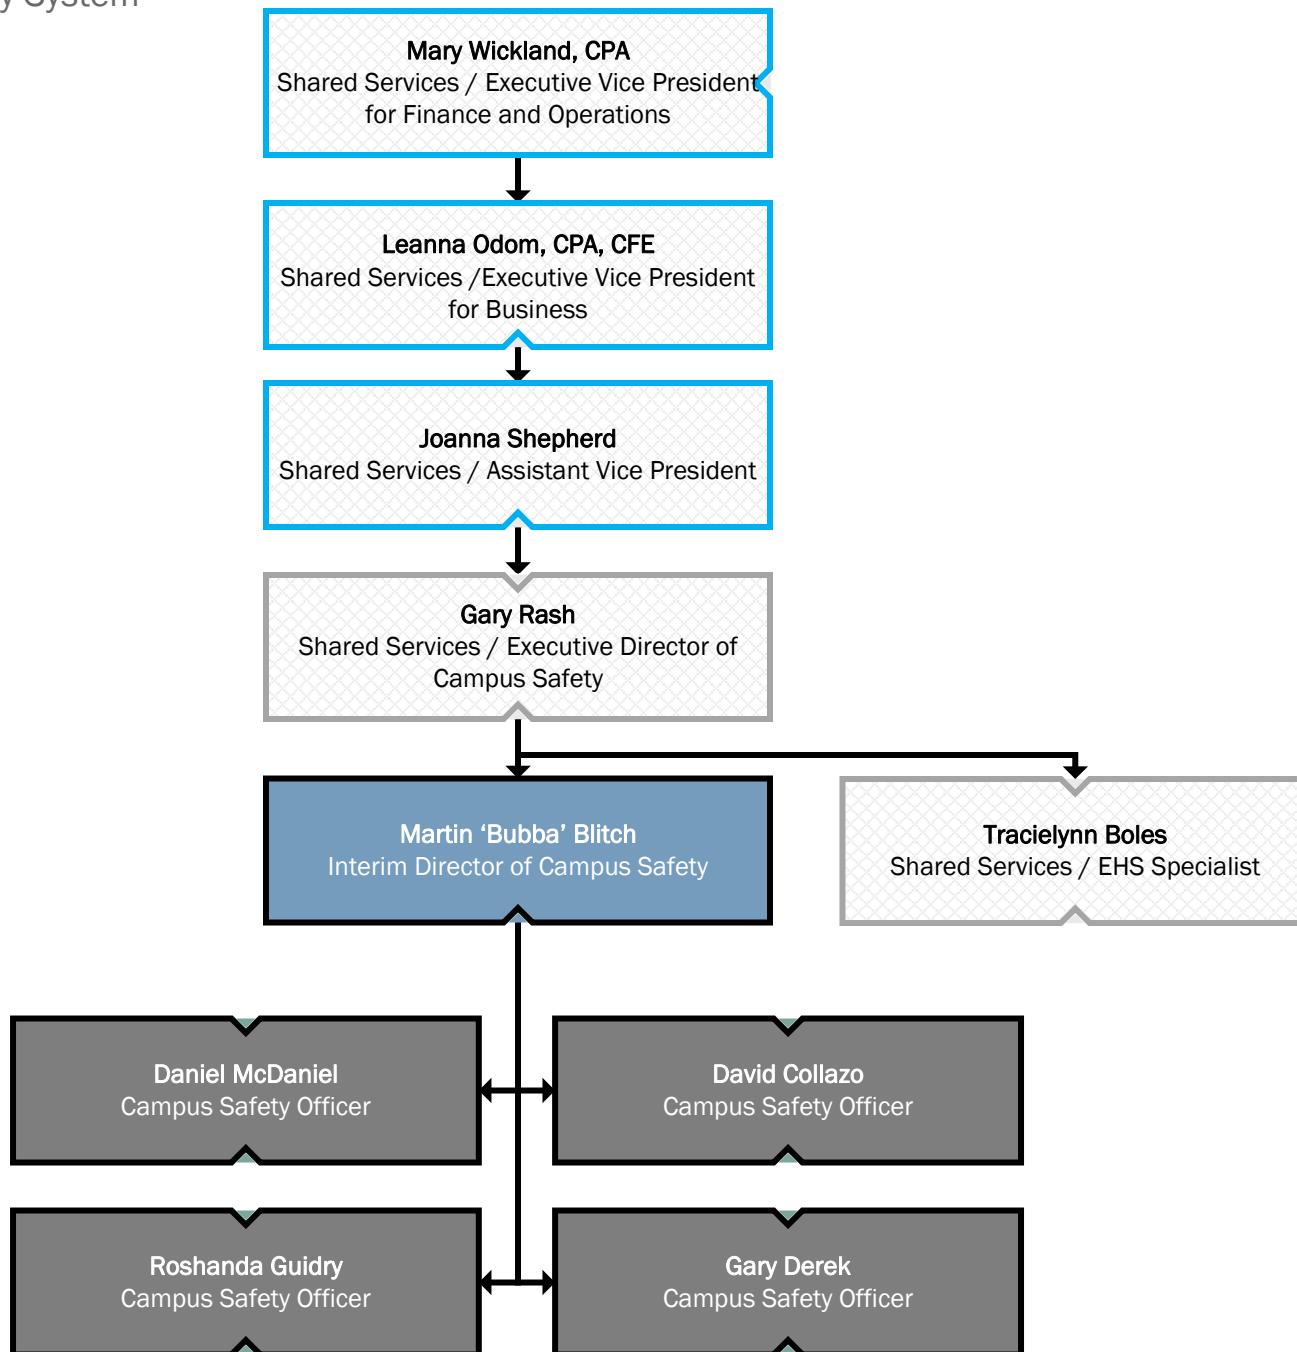 y System
Mary Wickland, CPA
Shared Services / Executive Vice President
for Finance and Operations
Leanna Odom, CPA, CFE
Shared Services /Executive Vice President
for Business
Joanna Shepherd
Shared Services / Assistant Vice President
Gary Rash
Shared Services / Executive Director of
Campus Safety
Martin ‘Bubba’ Blitch
Interim Director of Campus Safety
Tracielynn Boles
Shared Services / EHS Specialist
Daniel McDaniel
Campus Safety Officer
David Collazo
Campus Safety Officer
Roshanda Guidry
Campus Safety Officer
Gary Derek
Campus Safety Officer